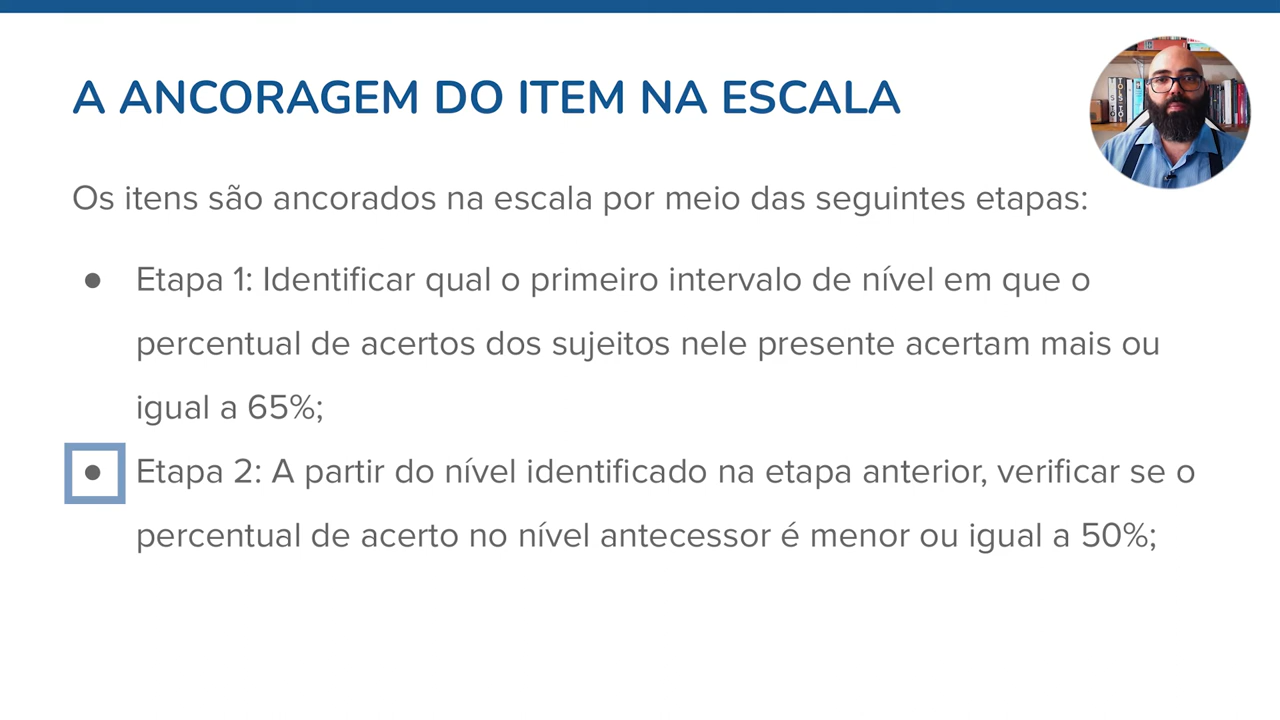 A ANCORAGEM DO ITEM NA ESCALA
Os itens são ancorados na escala por meio das seguintes etapas:
● Etapa 1: Identificar qual o primeiro intervalo de nível em que o
percentual de acertos dos sujeitos nele presente acertam mais ou
igual a 65%;
● Etapa 2: A partir do nível identificado na etapa anterior, verificar se o
percentual de acerto no nível antecessor é menor ou igual a 50%;